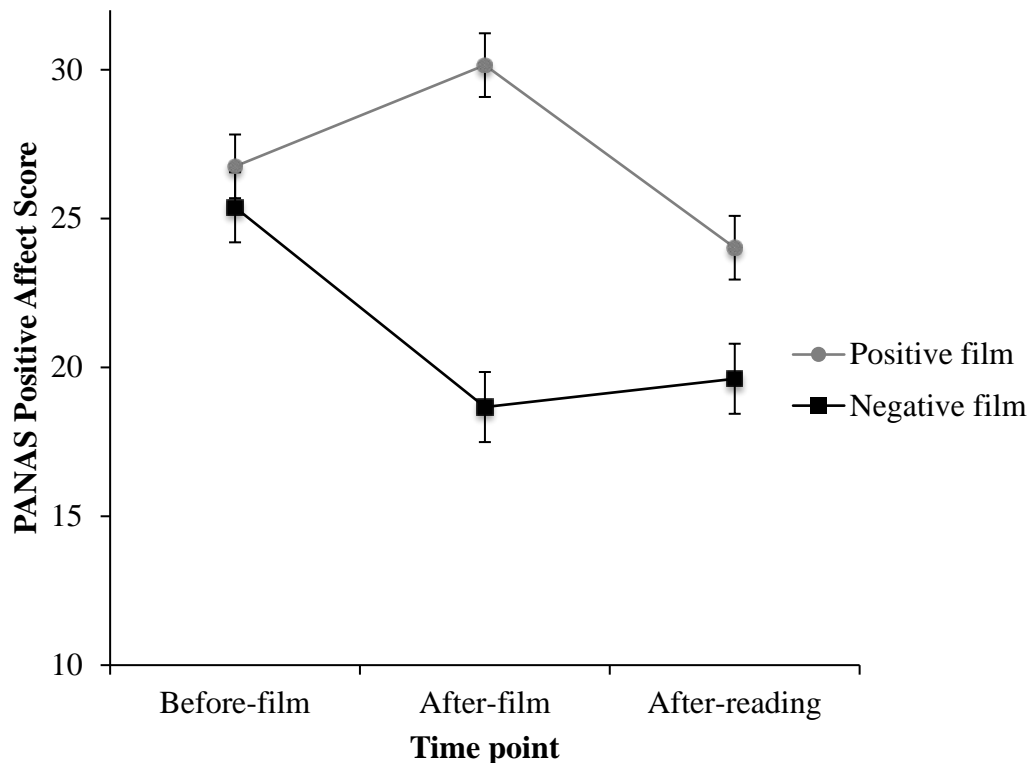 PANAS Positive Affect Score
30
25
20
15
10
Before-film After-film After-reading
Time point
Positive film
Negative film